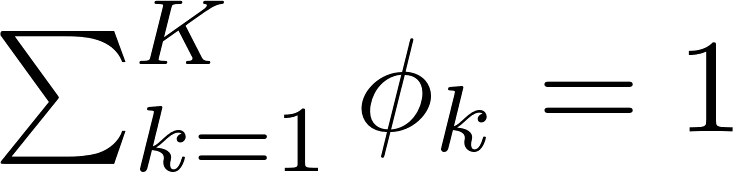 ∑_{k=1}^{K} ϕ_k = 1